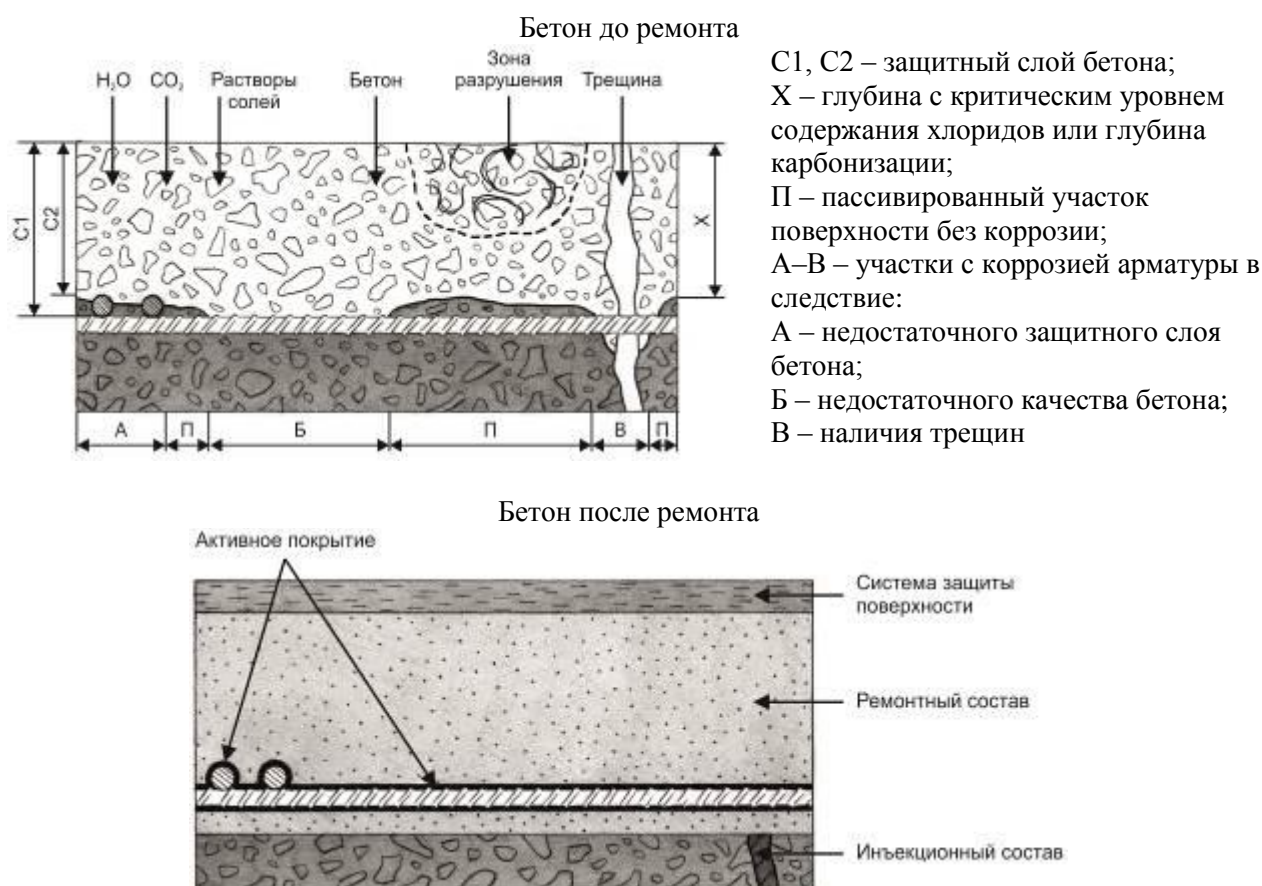 Бетон до ремонта
H₂O
CO₂
Растворы
солей
Бетон
Зона
разрушения
Трещина
C1
C2
X
А
П
Б
П
В
П
С1, С2 – защитный слой бетона;
Х – глубина с критическим уровнем
содержания хлоридов или глубина
карбонизации;
П – пассивированный участок
поверхности без коррозии;
А–В – участки с коррозией арматуры в
следствие:
А – недостаточного защитного слоя
бетона;
Б – недостаточного качества бетона;
В – наличия трещин
Бетон после ремонта
Активное покрытие
Система защиты
поверхности
Ремонтный состав
Инъекционный состав